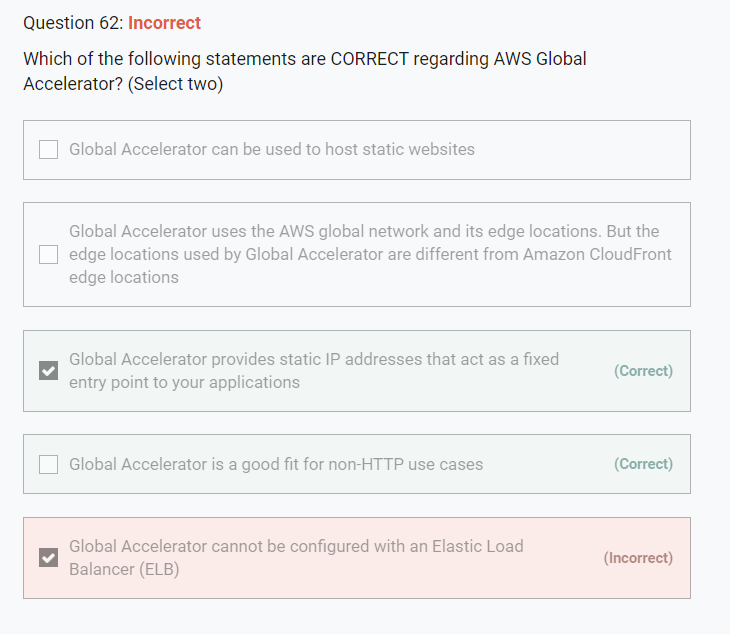 Question 62: Incorrect
Which of the following statements are CORRECT regarding AWS Global
Accelerator? (Select two)
Global Accelerator can be used to host static websites
Global Accelerator uses the AWS global network and its edge locations. But the
edge locations used by Global Accelerator are different from Amazon CloudFront
edge locations
Global Accelerator provides static IP addresses that act as a fixed
entry point to your applications
(Correct)
Global Accelerator is a good fit for non-HTTP use cases
(Correct)
Global Accelerator cannot be configured with an Elastic Load
Balancer (ELB)
(Incorrect)